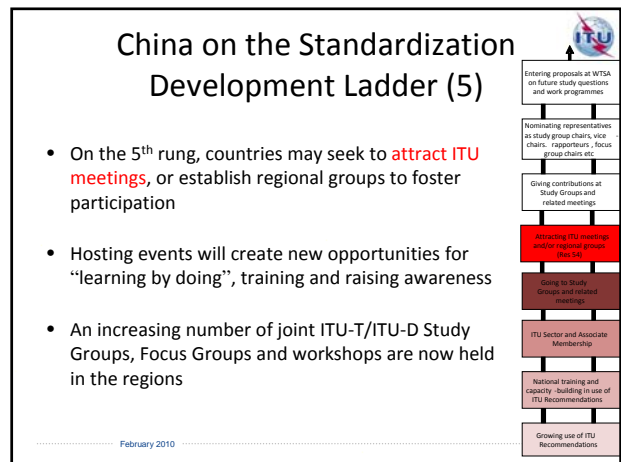 China on the Standardization
Development Ladder (5)
• On the 5th rung, countries may seek to attract ITU
meetings, or establish regional groups to foster
participation
• Hosting events will create new opportunities for
“learning by doing”, training and raising awareness
• An increasing number of joint ITU-T/ITU-D Study
Groups, Focus Groups and workshops are now held
in the regions
February 2010
ITU
Entering proposals at WTSA
on future study questions
and work programmes
Nominating representatives
as study group chairs, vice -
chairs. rapporteurs , focus
group chairs etc
Giving contributions at
Study Groups and
related meetings
Attracting ITU meetings
and/or regional groups
(Res 54)
Going to Study
Groups and related
meetings
ITU Sector and Associate
Membership
National training and
capacity -building in use of
ITU Recommendations
Growing use of ITU
Recommendations